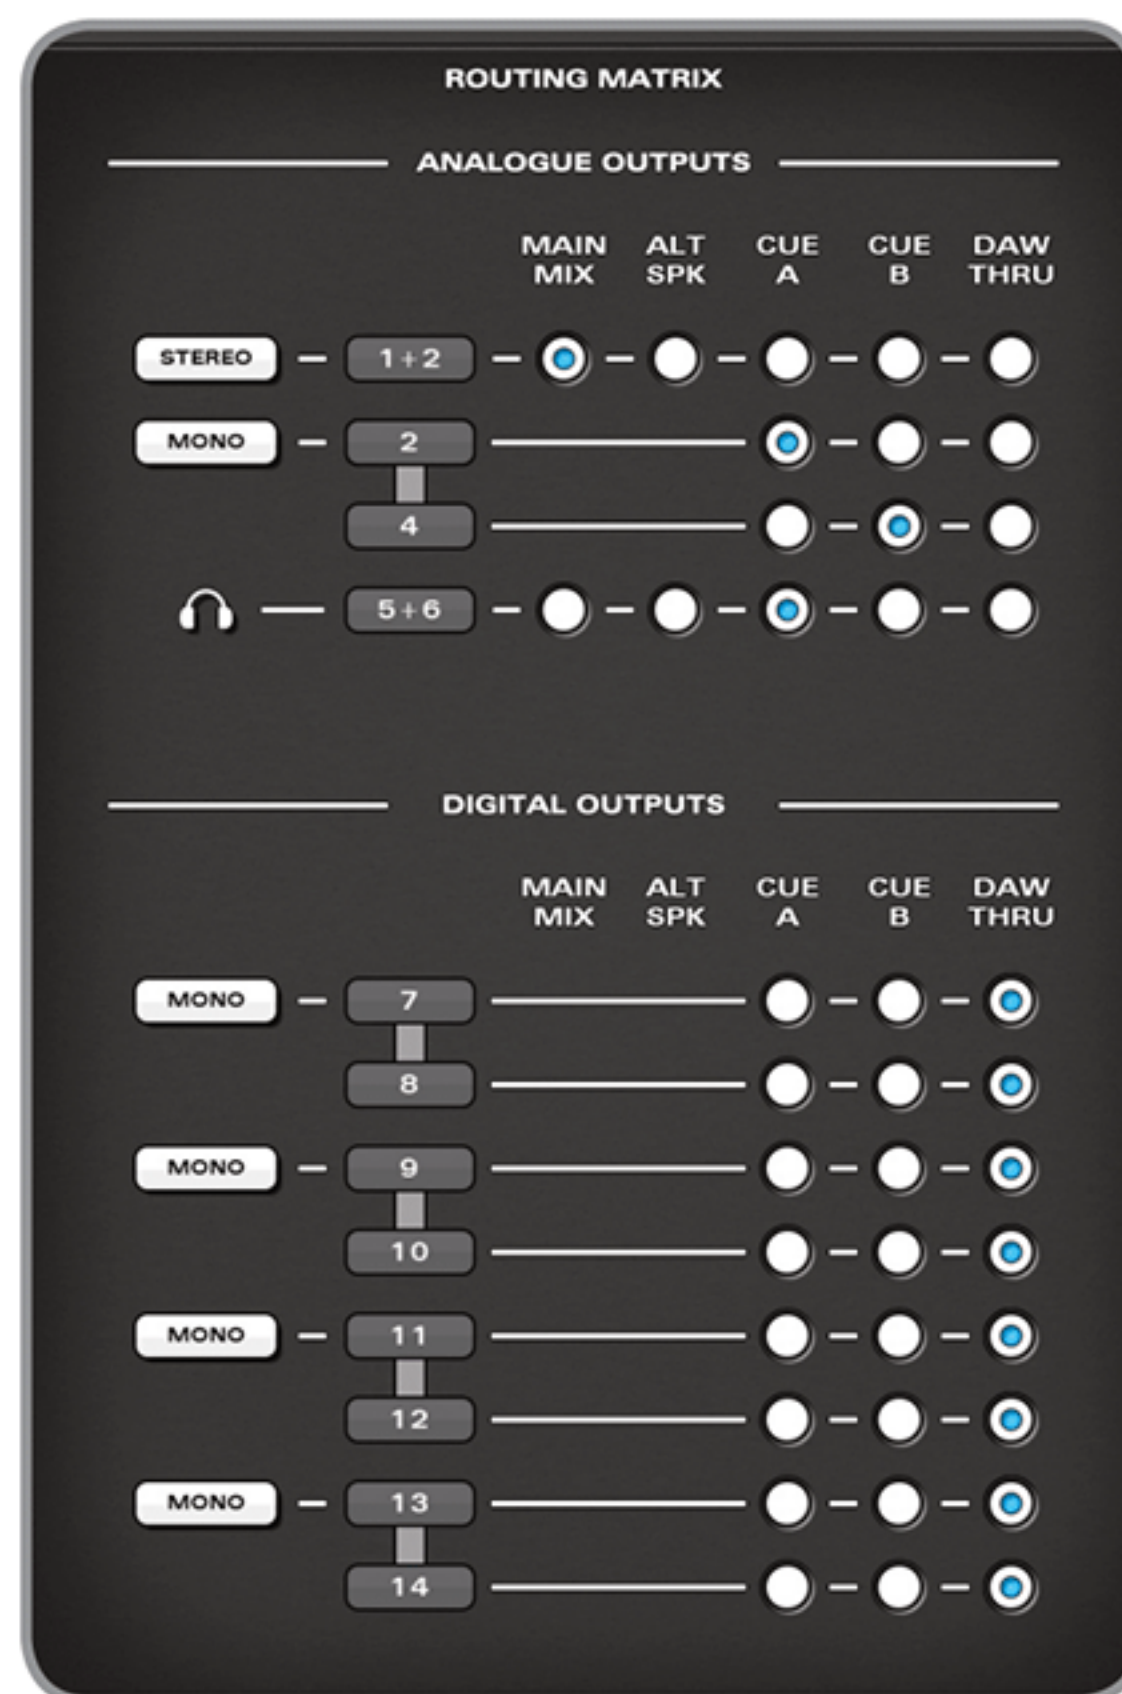 ROUTING MATRIX
ANALOGUE OUTPUTS
MAIN ALT CUE CUE DAW
MIX SPK A B THRU
STEREO 1+2
MONO 2
4
5+6
DIGITAL OUTPUTS
MAIN ALT CUE CUE DAW
MIX SPK A B THRU
MONO 7
8
MONO 9
10
MONO 11
12
MONO 13
14